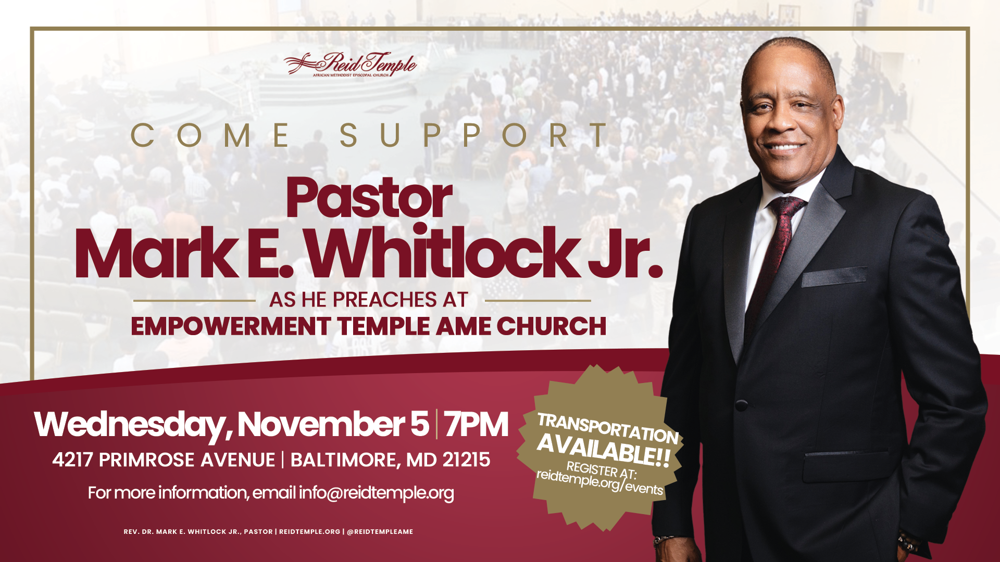 Reid Temple
AFRICAN METHODIST EPISCOPAL CHURCH
COME SUPPORT
Pastor
Mark E. Whitlock Jr.
AS HE PREACHES AT
EMPOWERMENT TEMPLE AME CHURCH
Wednesday, November 5 | 7PM
4217 PRIMROSE AVENUE | BALTIMORE, MD 21215
For more information, email info@reidtemple.org
REV. DR. MARK E. WHITLOCK JR., PASTOR | REIDTEMPLE.ORG | @REIDTEMPLEAME
TRANSPORTATION
AVAILABLE!!
REGISTER AT:
reidtemple.org/events